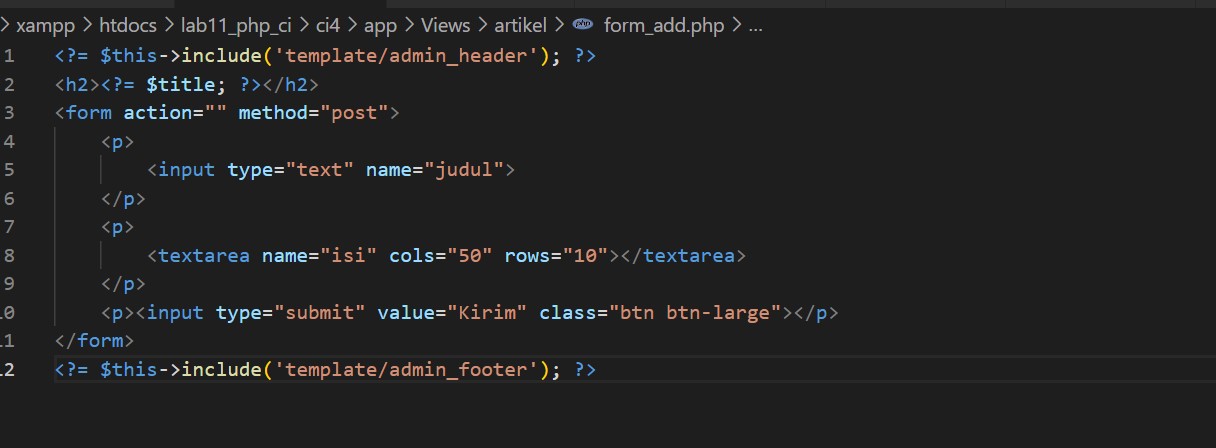 > xampp > htdocs > lab11_php_ci > ci4 > app > Views > artikel > php form_add.php > ...
1 <?= $this->include('template/admin_header'); ?>
2 <h2><?= $title; ?></h2>
3 <form action="" method="post">
4     <p>
5         <input type="text" name="judul">
6     </p>
7     <p>
8         <textarea name="isi" cols="50" rows="10"></textarea>
9     </p>
10     <p><input type="submit" value="Kirim" class="btn btn-large"></p>
11 </form>
12 <?= $this->include('template/admin_footer'); ?>